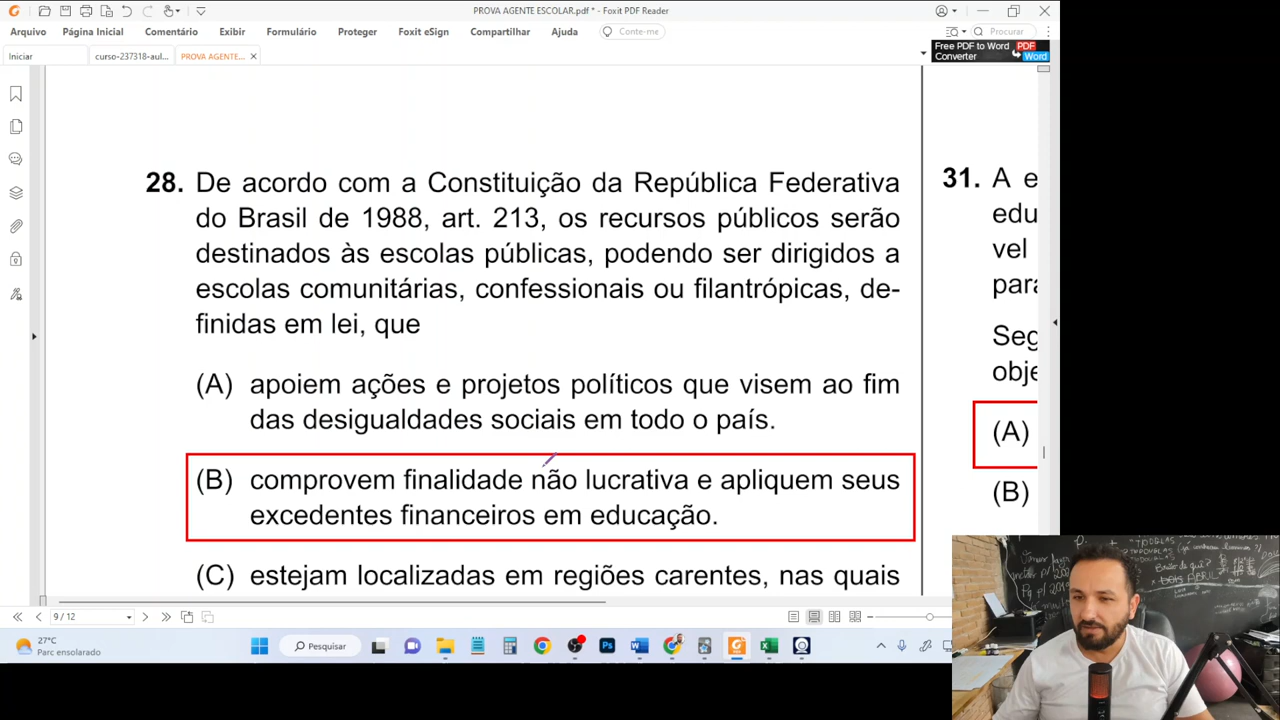 PROVA AGENTE ESCOLAR.pdf * - Foxit PDF Reader
Arquivo Página Inicial Comentário Exibir Formulário Proteger Foxit eSign Compartilhar Ajuda Conte-me Procurar
Iniciar curso-237318-aul... PROVA AGENTE...
Free PDF to Word
Converter
PDF
Word
28. De acordo com a Constituição da República Federativa
do Brasil de 1988, art. 213, os recursos públicos serão
destinados às escolas públicas, podendo ser dirigidos a
escolas comunitárias, confessionais ou filantrópicas, de-
finidas em lei, que
(A) apoiem ações e projetos políticos que visem ao fim
das desigualdades sociais em todo o país.
(B) comprovem finalidade não lucrativa e apliquem seus
excedentes financeiros em educação.
(C) estejam localizadas em regiões carentes, nas quais
31. A e
edu
vel
para
Seg
obje
(A)
(B)
9 / 12
27°C
Parc ensolarado
Pesquisar